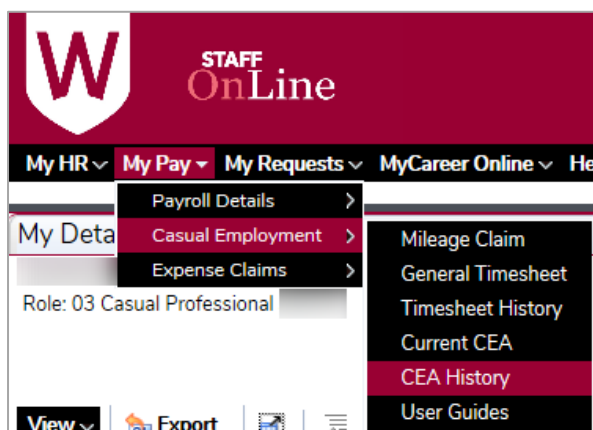 W
STAFF
OnLine
My HR My Pay My Requests MyCareer Online He
Payroll Details
My Deta Casual Employment Mileage Claim
Expense Claims General Timesheet
Role: 03 Casual Professional Timesheet History
Current CEA
CEA History
View Export User Guides